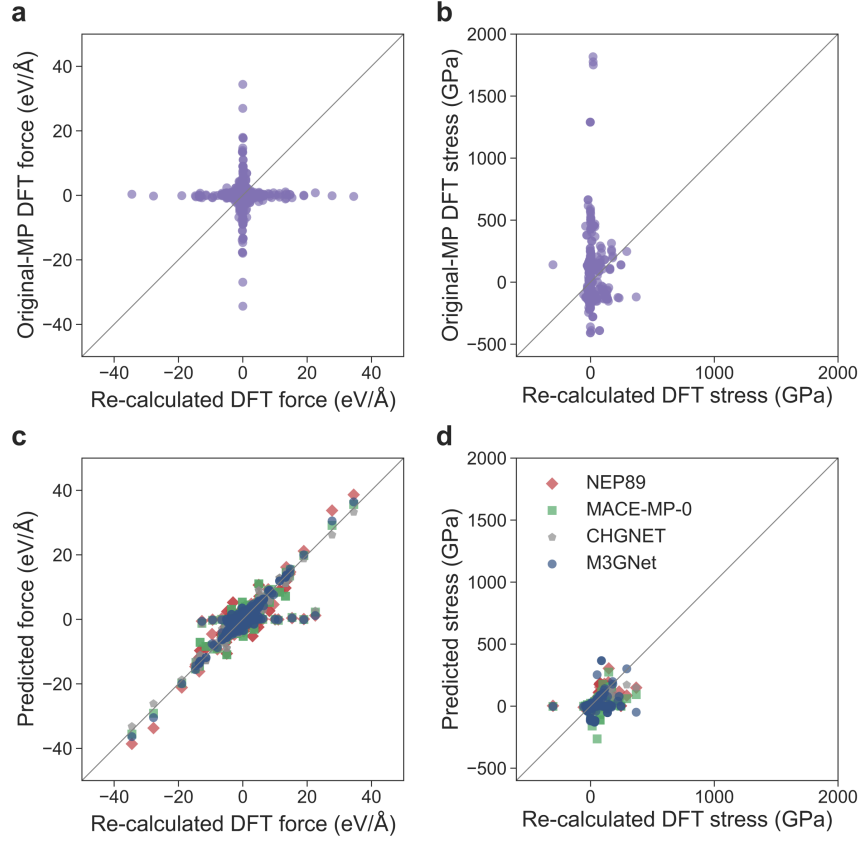 a
40
20
0
−20
−40
Original-MP DFT force (eV/Å)
−40 −20 0 20 40
Re-calculated DFT force (eV/Å)
b
2000
1500
1000
500
0
−500
Original-MP DFT stress (GPa)
0 1000 2000
Re-calculated DFT stress (GPa)
c
40
20
0
−20
−40
Predicted force (eV/Å)
−40 −20 0 20 40
Re-calculated DFT force (eV/Å)
d
2000
1500
1000
500
0
−500
Predicted stress (GPa)
NEP89
MACE-MP-0
CHGNET
M3GNet
0 1000 2000
Re-calculated DFT stress (GPa)